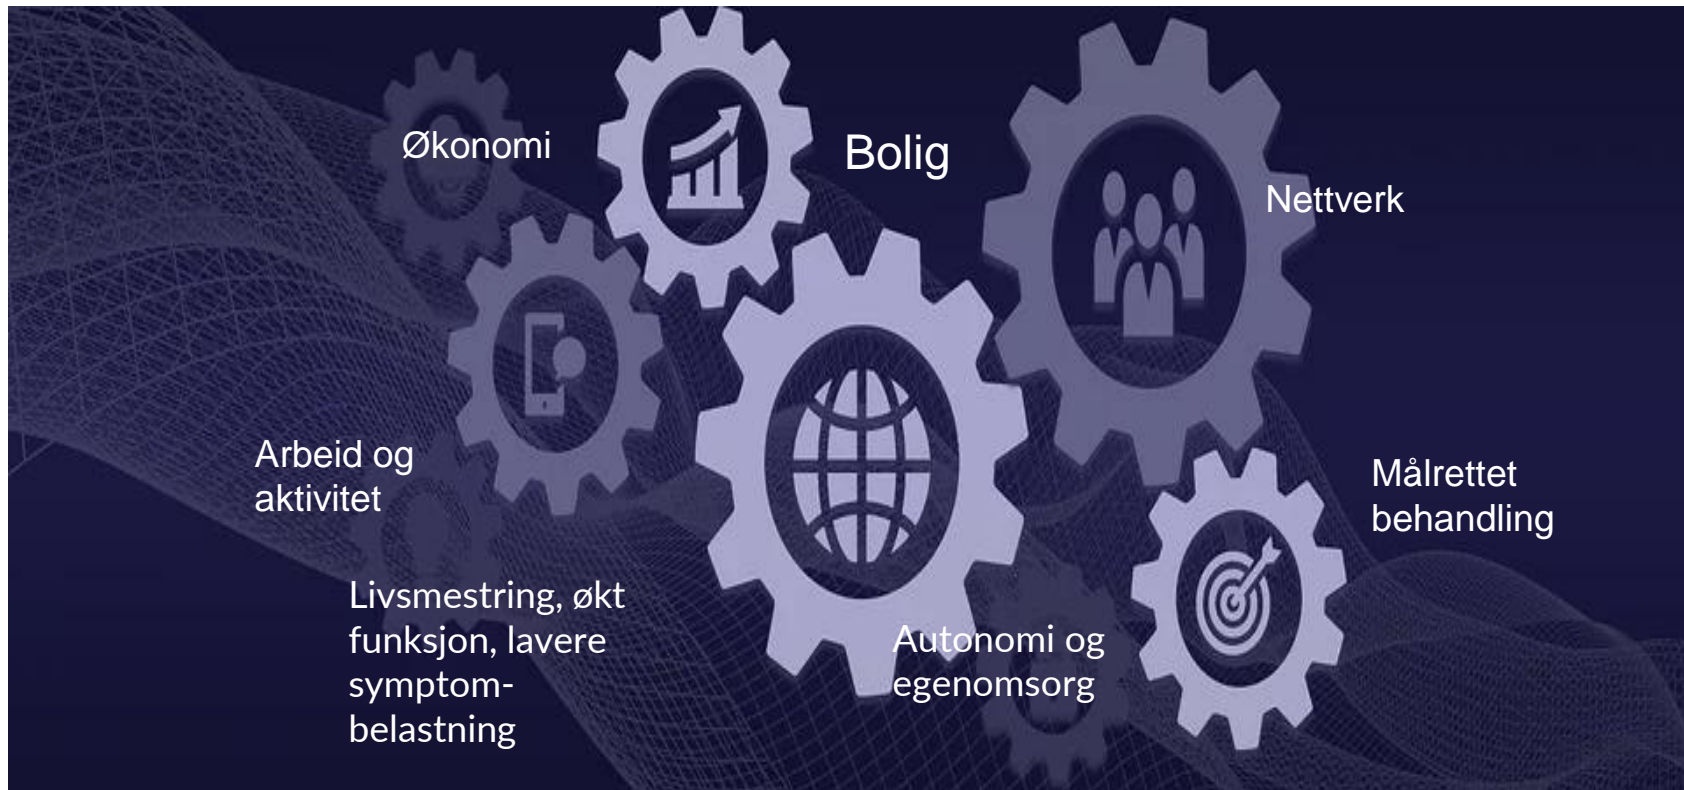 Økonomi
Bolig
Nettverk
Arbeid og
aktivitet
Målrettet
behandling
Livsmestring, økt
funksjon, lavere
symptom-
belastning
Autonomi og
egenomsorg